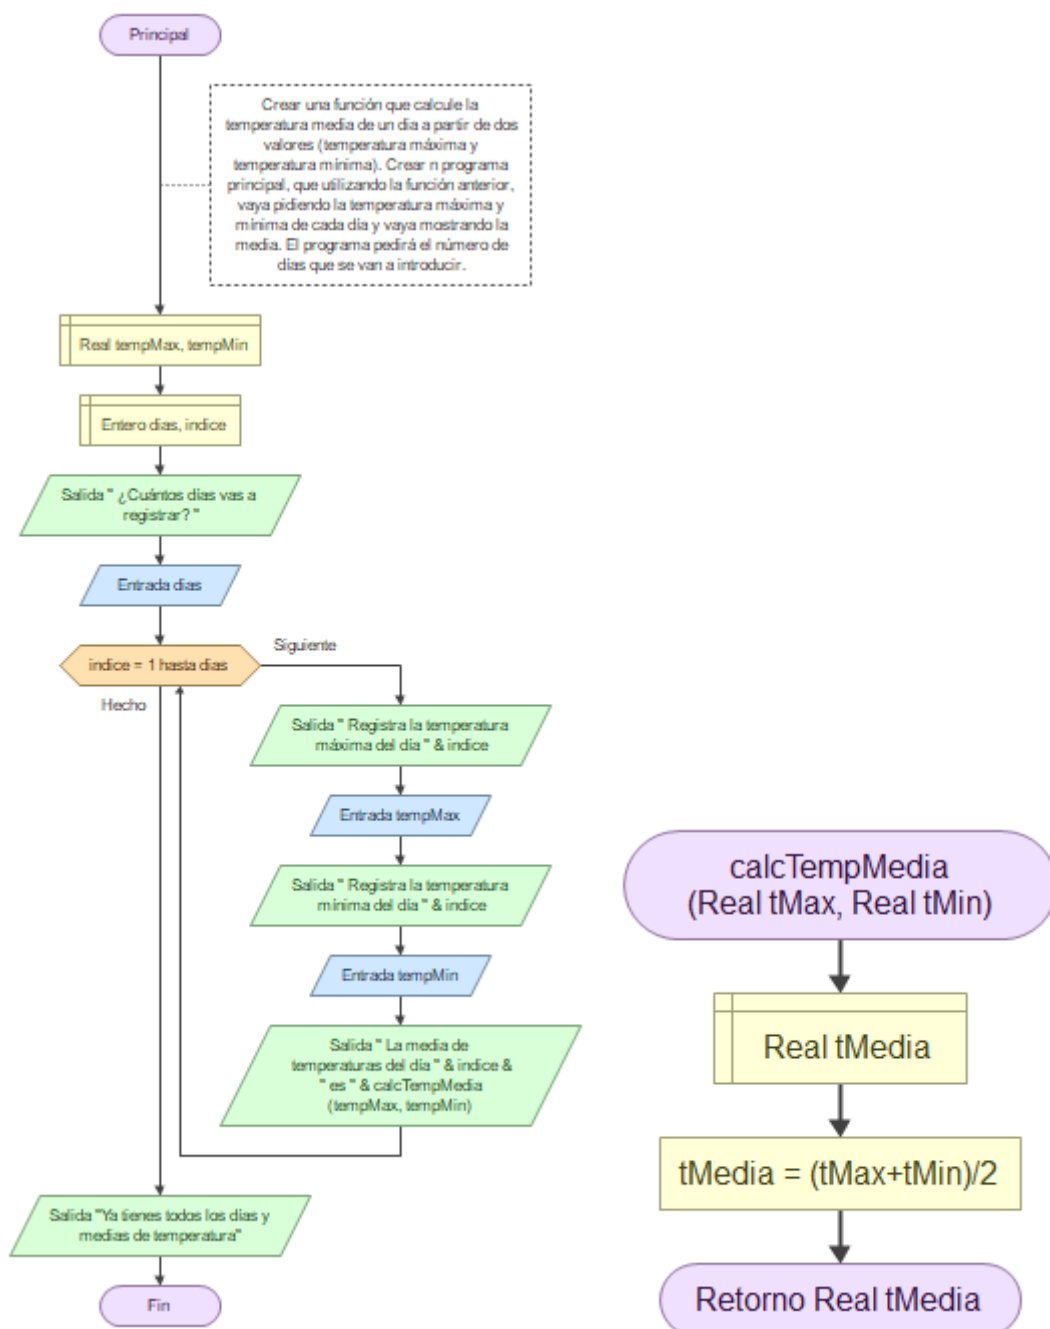 Principal
Crear una función que calcule la
temperatura media de un día a partir de dos
valores (temperatura máxima y
temperatura mínima). Crear n programa
principal, que utilizando la función anterior,
vaya pidiendo la temperatura máxima y
mínima de cada día y vaya mostrando la
media. El programa pedirá el número de
días que se van a introducir.
Real tempMax, tempMin
Entero dias, indice
Salida " ¿Cuántos días vas a
registrar? "
Entrada dias
indice = 1 hasta dias
Siguiente
Hecho
Salida " Registra la temperatura
máxima del día " & indice
Entrada tempMax
Salida " Registra la temperatura
mínima del día " & indice
Entrada tempMin
Salida " La media de
temperaturas del día " & indice &
" es " & calcTempMedia
(tempMax, tempMin)
Salida "Ya tienes todos los días y
medias de temperatura"
Fin
calcTempMedia
(Real tMax, Real tMin)
Real tMedia
tMedia = (tMax+tMin)/2
Retorno Real tMedia